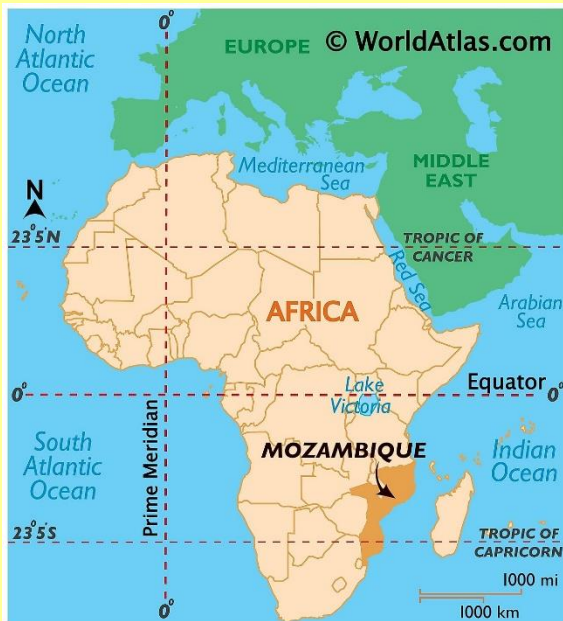 0°
© WorldAtlas.com
North
Atlantic
Ocean
EUROPE
Mediterranean
Sea
MIDDLE
EAST
N
23°5'N
TROPIC OF
CANCER
Red Sea
Arabian
Sea
AFRICA
Lake
Victoria
Equator
0°
0°
Prime Meridian
South
Atlantic
Ocean
MOZAMBIQUE
Indian
Ocean
23°5'S
TROPIC OF
CAPRICORN
1000 mi
1000 km
0°